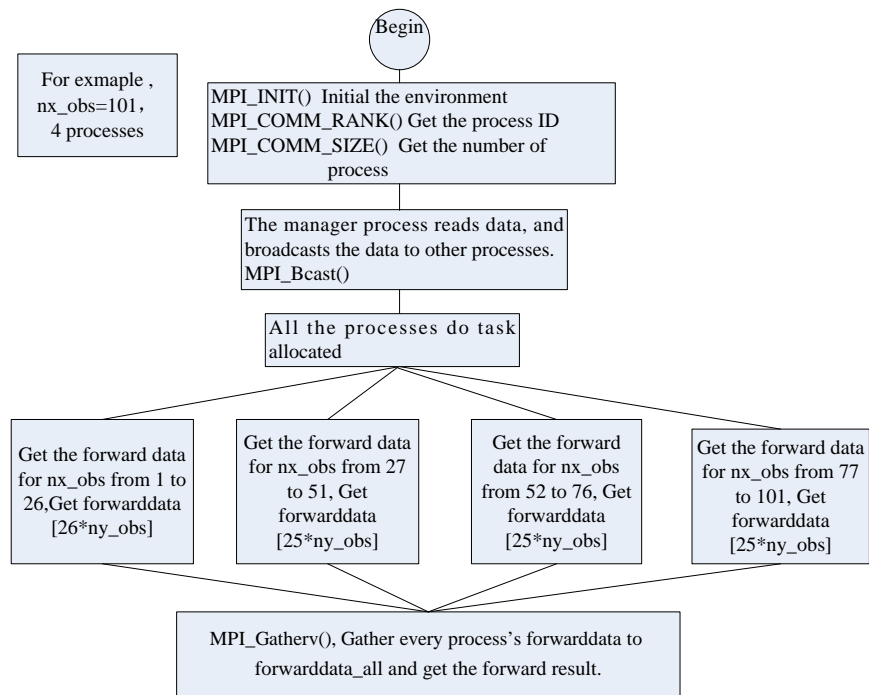 Begin
For exmaple ,
nx_obs=101，
4 processes
MPI_INIT()  Initial the environment
MPI_COMM_RANK() Get the process ID
MPI_COMM_SIZE()  Get the number of
process
The manager process reads data, and
broadcasts the data to other processes.
MPI_Bcast()
All the processes do task
allocated
Get the forward data
for nx_obs from 1 to
26,Get forwarddata
[26*ny_obs]
Get the forward data
for nx_obs from 27
to 51, Get
forwarddata
[25*ny_obs]
Get the forward
data for nx_obs
from 52 to 76, Get
forwarddata
[25*ny_obs]
Get the forward data
for nx_obs from 77
to 101, Get
forwarddata
[25*ny_obs]
MPI_Gatherv(), Gather every process’s forwarddata to
forwarddata_all and get the forward result.